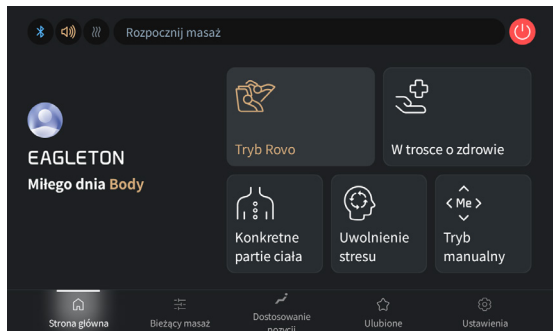 Rozpocznij masaż
Tryb Rovo
W trosce o zdrowie
EAGLETON
Miłego dnia Body
Konkretne
partie ciała
Uwolnienie
stresu
Me
Tryb
manualny
Strona główna
Bieżący masaż
Dostosowanie
pozycji
Ulubione
Ustawienia